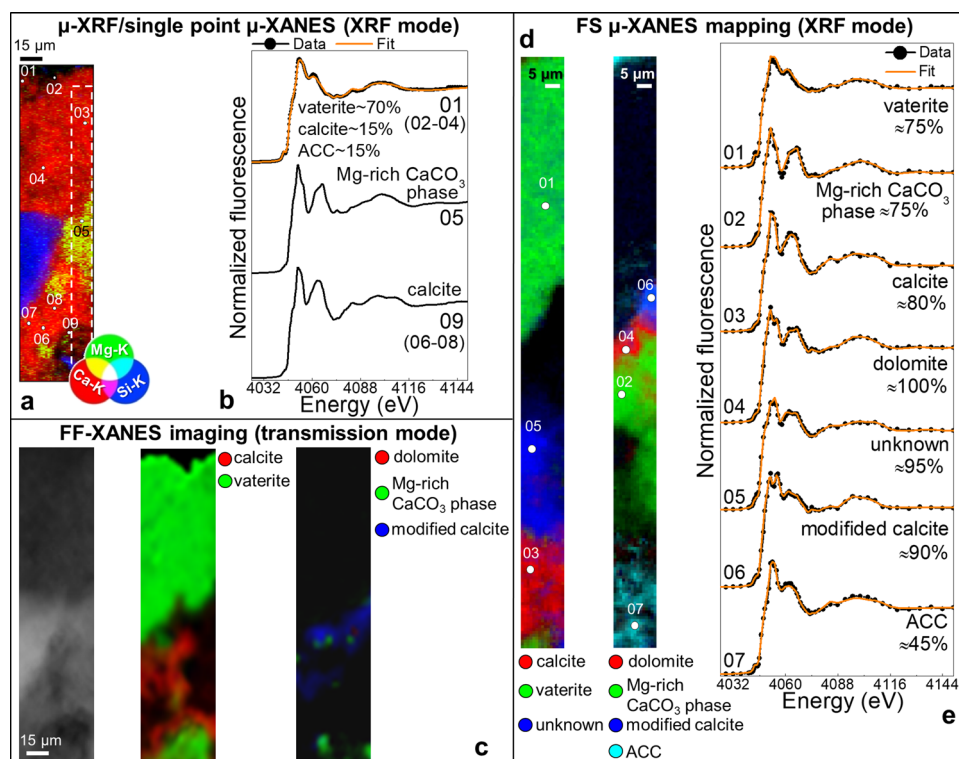 μ-XRF/single point μ-XANES (XRF mode)
15 μm
01
02
03
04
05
08
07
06
09
Mg-K
Ca-K
Si-K
a
Data
Fit
vaterite~70%
calcite~15%
ACC~15%
01
(02-04)
Mg-rich CaCO3
phase
05
calcite
09
(06-08)
Normalized fluorescence
4032 4060 4088 4116 4144
Energy (eV)
b
FF-XANES imaging (transmission mode)
calcite
vaterite
dolomite
Mg-rich
CaCO3 phase
modified calcite
15 μm
c
FS μ-XANES mapping (XRF mode)
d
5 μm
5 μm
01
06
04
02
05
03
07
calcite
vaterite
unknown
dolomite
Mg-rich
CaCO3 phase
modified calcite
ACC
Data
Fit
vaterite
≈75%
01
Mg-rich CaCO3
phase ≈75%
02
calcite
≈80%
03
dolomite
≈100%
04
unknown
≈95%
05
modifided calcite
≈90%
06
ACC
≈45%
07
Normalized fluorescence
4032 4060 4088 4116 4144
Energy (eV)
e